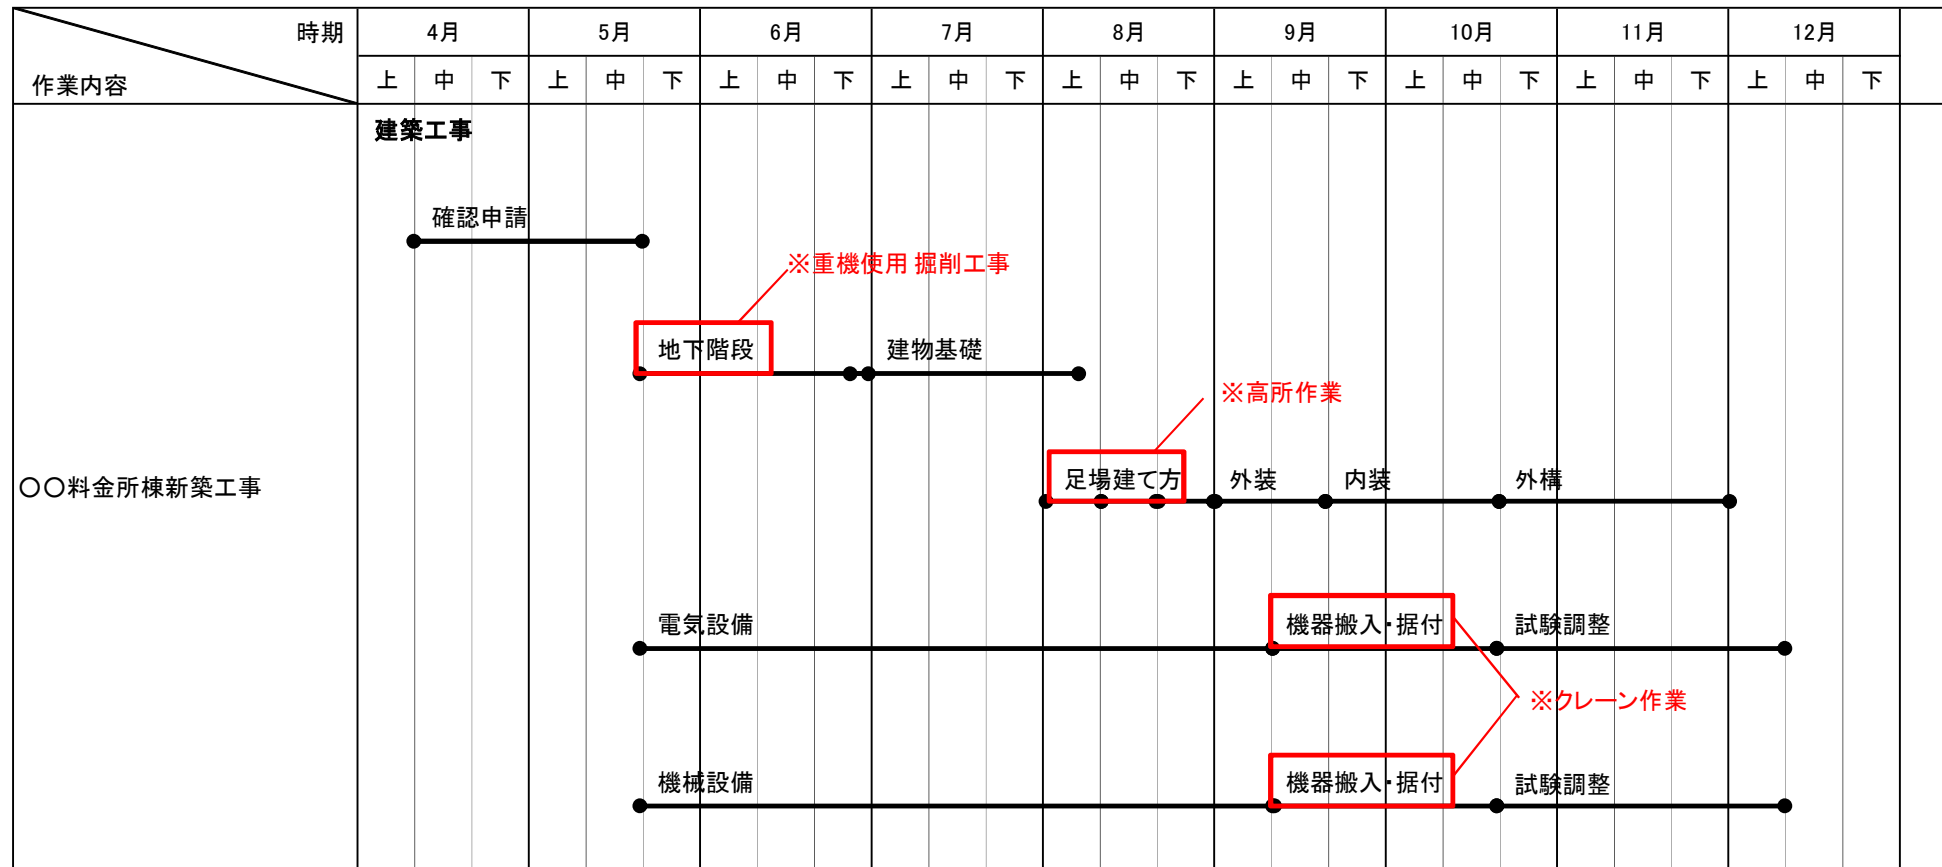 時期 4月 5月 6月 7月 8月 9月 10月 11月 12月
作業内容 上 中 下 上 中 下 上 中 下 上 中 下 上 中 下 上 中 下 上 中 下 上 中 下 上 中 下
建築工事
確認申請
※重機使用 掘削工事
地下階段 建物基礎
※高所作業
〇〇料金所棟新築工事 足場建て方 外装 内装 外構
電気設備 機器搬入・据付 試験調整
※クレーン作業
機械設備 機器搬入・据付 試験調整